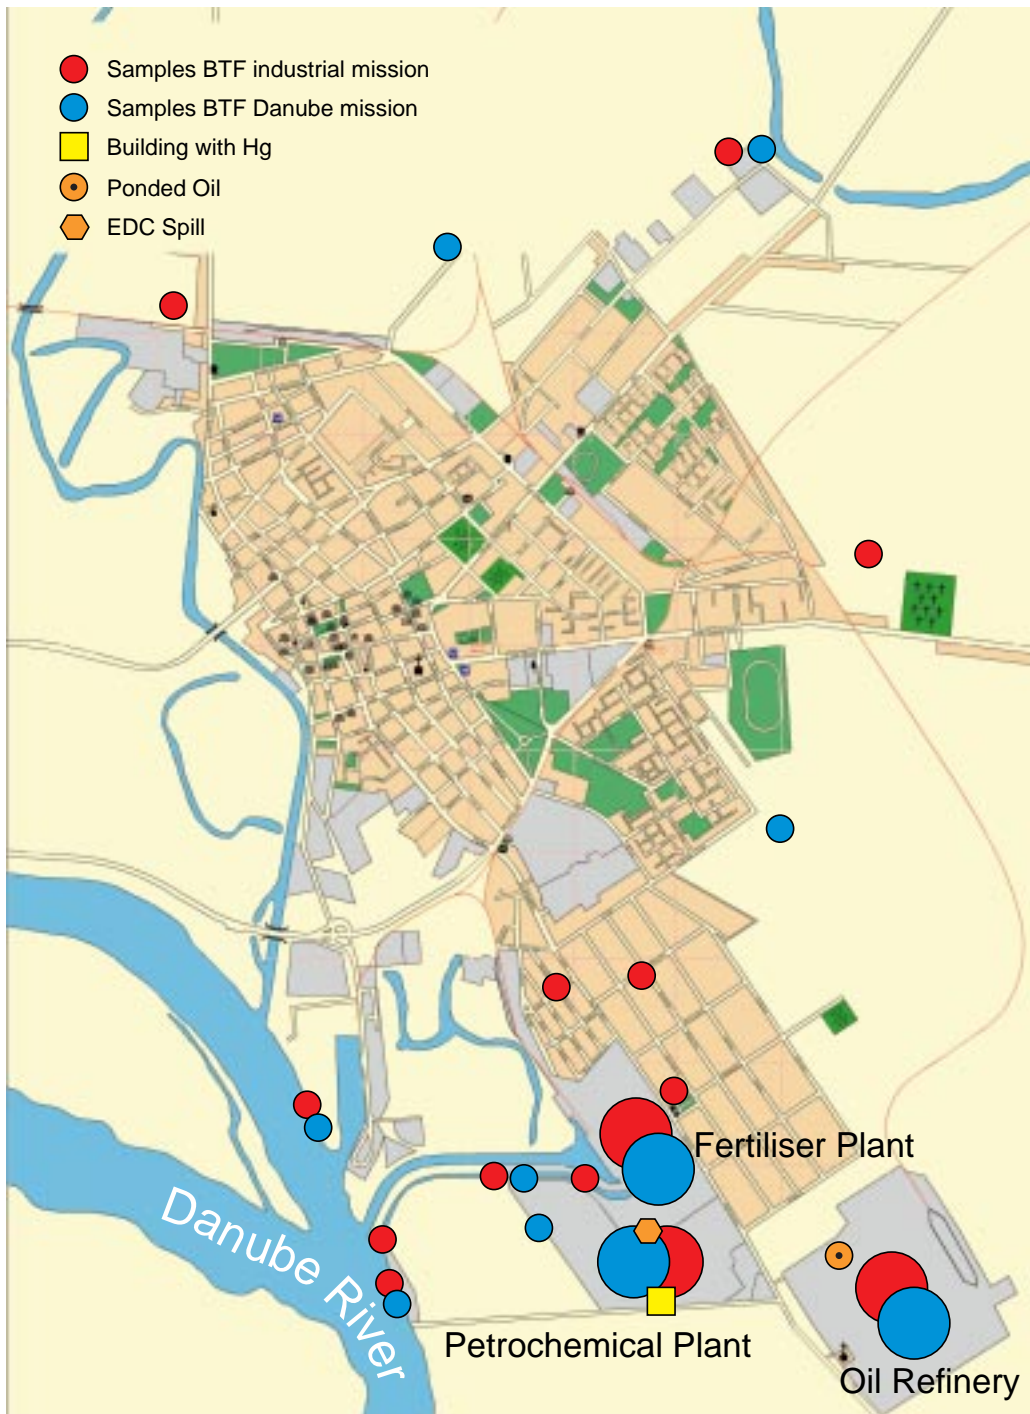 Samples BTF industrial mission
Samples BTF Danube mission
Building with Hg
Ponded Oil
EDC Spill
Fertiliser Plant
Danube River
Petrochemical Plant
Oil Refinery